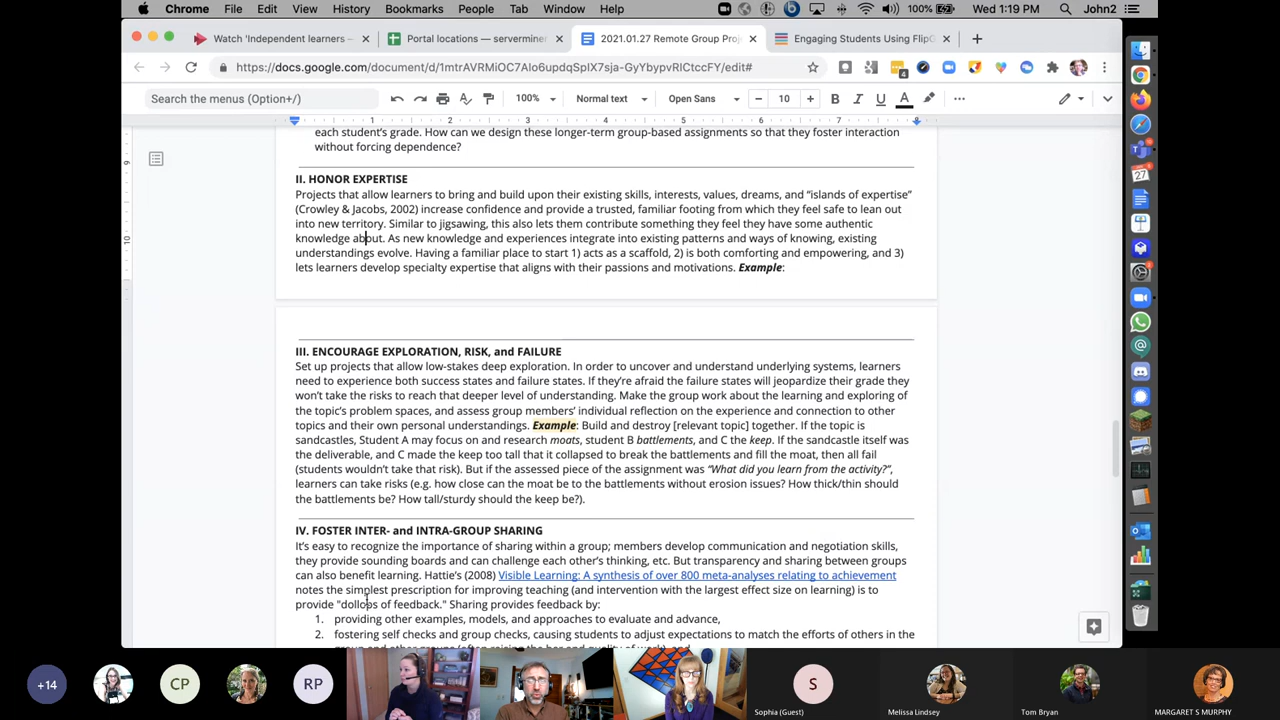 Chrome File Edit View History Bookmarks People Tab Window Help 100% Wed 1:19 PM John2
Watch 'Independent learners – Portal locations — serverminer 2021.01.27 Remote Group Proj Engaging Students Using FlipG
Search the menus (Option+/) 100% Normal text Open Sans 10
1 2 3 4 5 6 7 8
each student's grade. How can we design these longer-term group-based assignments so that they foster interaction
without forcing dependence?
II. HONOR EXPERTISE
Projects that allow learners to bring and build upon their existing skills, interests, values, dreams, and “islands of expertise”
(Crowley & Jacobs, 2002) increase confidence and provide a trusted, familiar footing from which they feel safe to lean out
into new territory. Similar to jigsawing, this also lets them contribute something they feel they have some authentic
knowledge about. As new knowledge and experiences integrate into existing patterns and ways of knowing, existing
understandings evolve. Having a familiar place to start 1) acts as a scaffold, 2) is both comforting and empowering, and 3)
lets learners develop specialty expertise that aligns with their passions and motivations. Example:
III. ENCOURAGE EXPLORATION, RISK, and FAILURE
Set up projects that allow low-stakes deep exploration. In order to uncover and understand underlying systems, learners
need to experience both success states and failure states. If they’re afraid the failure states will jeopardize their grade they
won’t take the risks to reach that deeper level of understanding. Make the group work about the learning and exploring of
the topic’s problem spaces, and assess group members’ individual reflection on the experience and connection to other
topics and their own personal understandings. Example: Build and destroy [relevant topic] together. If the topic is
sandcastles, Student A may focus on and research moats, student B battlements, and C the keep. If the sandcastle itself was
the deliverable, and C made the keep too tall that it collapsed to break the battlements and fill the moat, then all fail
(students wouldn’t take that risk). But if the assessed piece of the assignment was “What did you learn from the activity?”,
learners can take risks (e.g. how close can the moat be to the battlements without erosion issues? How thick/thin should
the battlements be? How tall/sturdy should the keep be?).
IV. FOSTER INTER- and INTRA-GROUP SHARING
It’s easy to recognize the importance of sharing within a group; members develop communication and negotiation skills,
they provide sounding boards and can challenge each other’s thinking, etc. But transparency and sharing between groups
can also benefit learning. Hattie’s (2008) Visible Learning: A synthesis of over 800 meta-analyses relating to achievement
notes the simplest prescription for improving teaching (and intervention with the largest effect size on learning) is to
provide "dollops of feedback." Sharing provides feedback by:
1. providing other examples, models, and approaches to evaluate and advance,
2. fostering self checks and group checks, causing students to adjust expectations to match the efforts of others in the
+14 CP RP S
Sophia (Guest) Melissa Lindsey Tom Bryan MARGARET S MURPHY